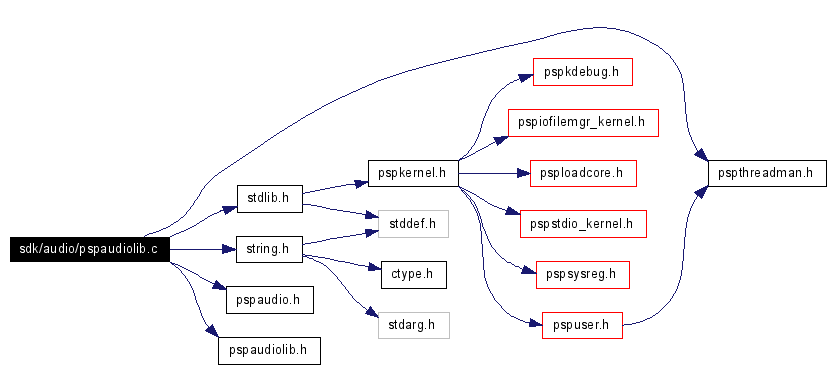 pspkdebug.h
pspiofilemgr_kernel.h
pspkernel.h
psploadcore.h
pspthreadman.h
stdlib.h
stddef.h
pspstdio_kernel.h
sdk/audio/pspaudiolib.c
string.h
ctype.h
pspsysreg.h
pspaudio.h
stdarg.h
pspuser.h
pspaudiolib.h